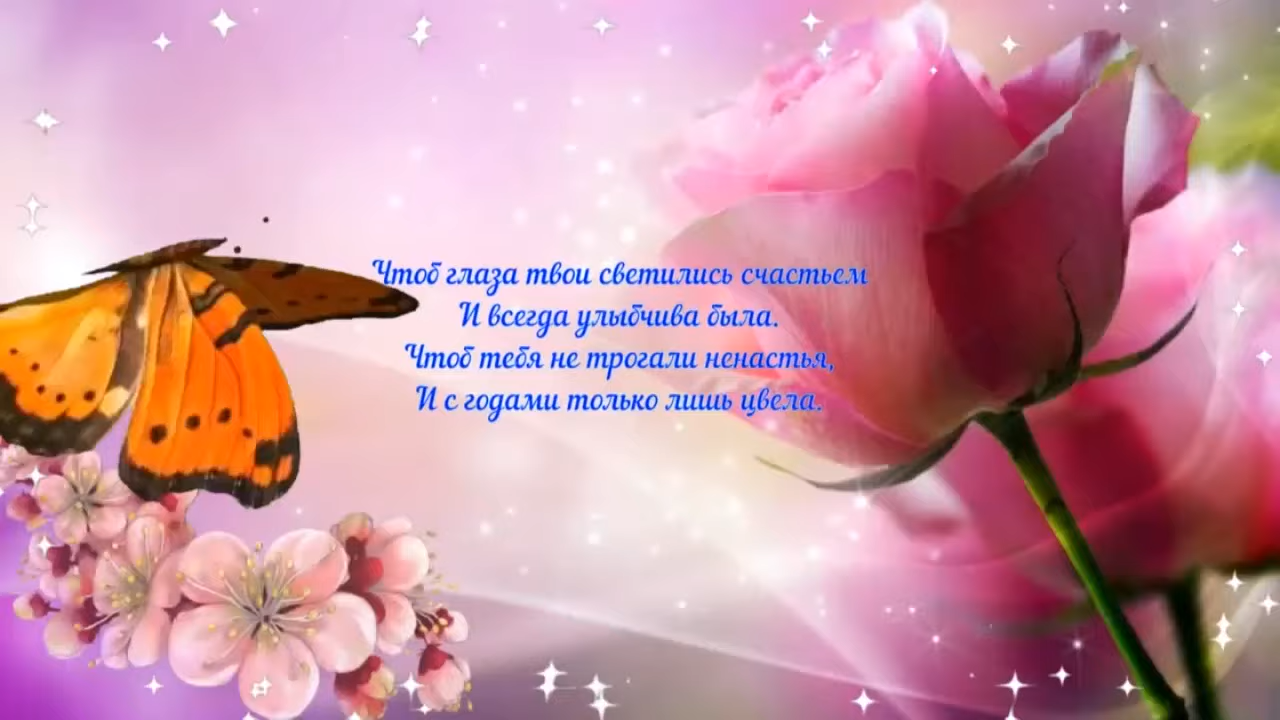 Чтоб глаза твои светились счастьем
И всегда улыбчива была.
Чтоб тебя не трогали ненастья,
И с годами только лишь цвела.